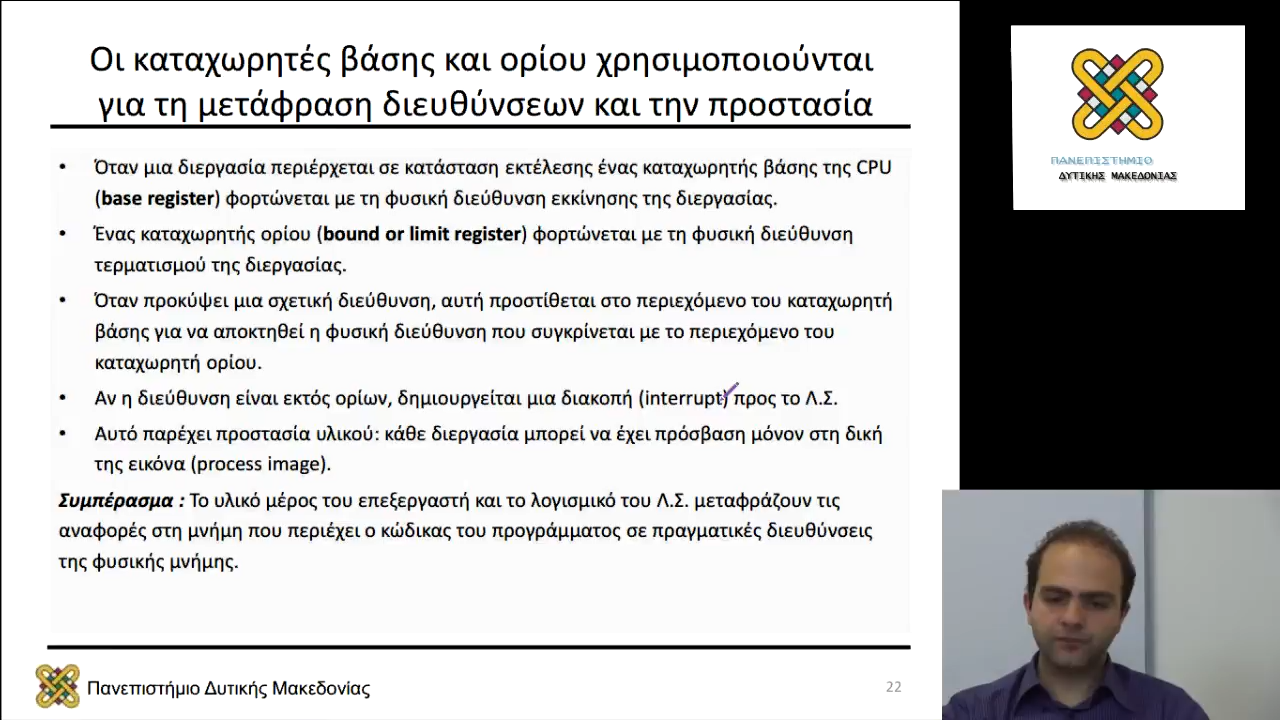 Οι καταχωρητές βάσης και ορίου χρησιμοποιούνται
για τη μετάφραση διευθύνσεων και την προστασία
• Όταν μια διεργασία περιέρχεται σε κατάσταση εκτέλεσης ένας καταχωρητής βάσης της CPU
(base register) φορτώνεται με τη φυσική διεύθυνση εκκίνησης της διεργασίας.
• Ένας καταχωρητής ορίου (bound or limit register) φορτώνεται με τη φυσική διεύθυνση
τερματισμού της διεργασίας.
• Όταν προκύψει μια σχετική διεύθυνση, αυτή προστίθεται στο περιεχόμενο του καταχωρητή
βάσης για να αποκτηθεί η φυσική διεύθυνση που συγκρίνεται με το περιεχόμενο του
καταχωρητή ορίου.
• Αν η διεύθυνση είναι εκτός ορίων, δημιουργείται μια διακοπή (interrupt) προς το Λ.Σ.
• Αυτό παρέχει προστασία υλικού: κάθε διεργασία μπορεί να έχει πρόσβαση μόνον στη δική
της εικόνα (process image).
Συμπέρασμα : Το υλικό μέρος του επεξεργαστή και το λογισμικό του Λ.Σ. μεταφράζουν τις
αναφορές στη μνήμη που περιέχει ο κώδικας του προγράμματος σε πραγματικές διευθύνσεις
της φυσικής μνήμης.
Πανεπιστήμιο Δυτικής Μακεδονίας
22
ΠΑΝΕΠΙΣΤΗΜΙΟ
ΔΥΤΙΚΗΣ ΜΑΚΕΔΟΝΙΑΣ